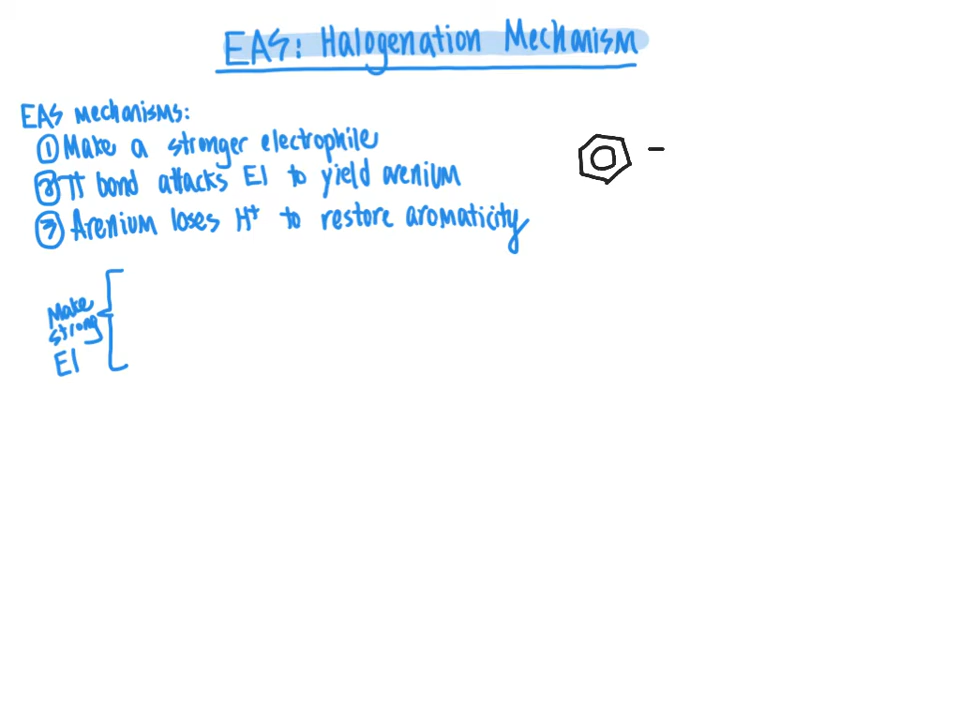 EAS: Halogenation Mechanism
EAS mechanisms:
① Make a stronger electrophile
② π bond attacks El to yield arenium
③ Arenium loses H⁺ to restore aromaticity
Make
strong
El